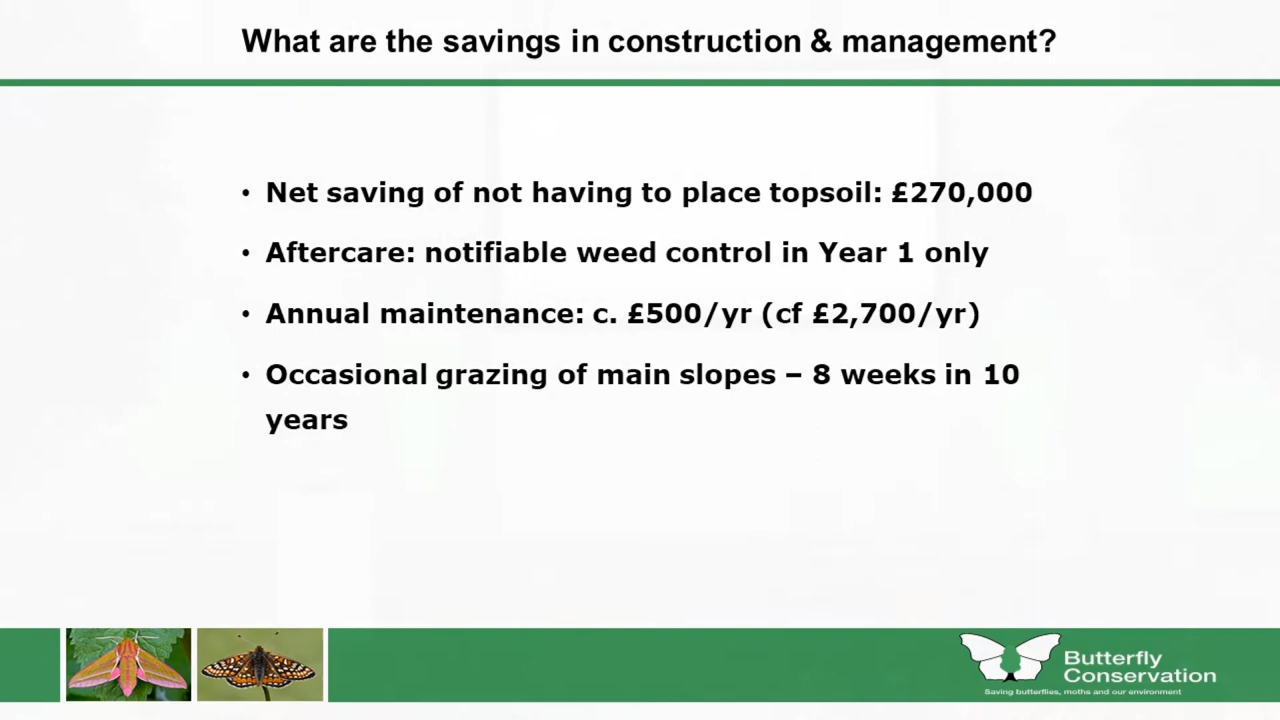 What are the savings in construction & management?
• Net saving of not having to place topsoil: £270,000
• Aftercare: notifiable weed control in Year 1 only
• Annual maintenance: c. £500/yr (cf £2,700/yr)
• Occasional grazing of main slopes – 8 weeks in 10
years
Butterfly
Conservation
Saving butterflies, moths and our environment